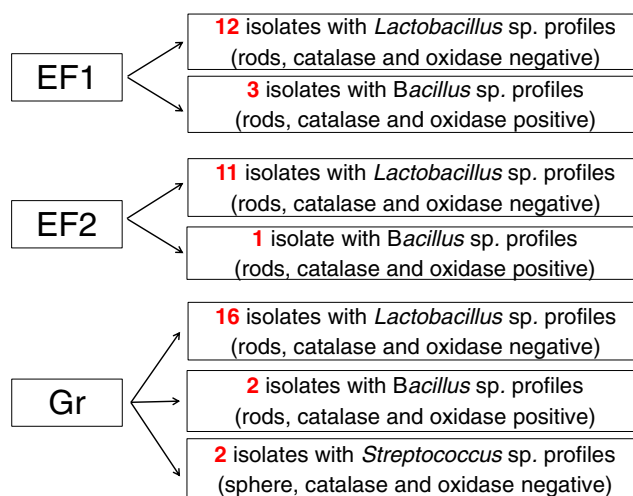 EF1
12 isolates with Lactobacillus sp. profiles
(rods, catalase and oxidase negative)
3 isolates with Bacillus sp. profiles
(rods, catalase and oxidase positive)
EF2
11 isolates with Lactobacillus sp. profiles
(rods, catalase and oxidase negative)
1 isolate with Bacillus sp. profiles
(rods, catalase and oxidase positive)
Gr
16 isolates with Lactobacillus sp. profiles
(rods, catalase and oxidase negative)
2 isolates with Bacillus sp. profiles
(rods, catalase and oxidase positive)
2 isolates with Streptococcus sp. profiles
(sphere, catalase and oxidase negative)